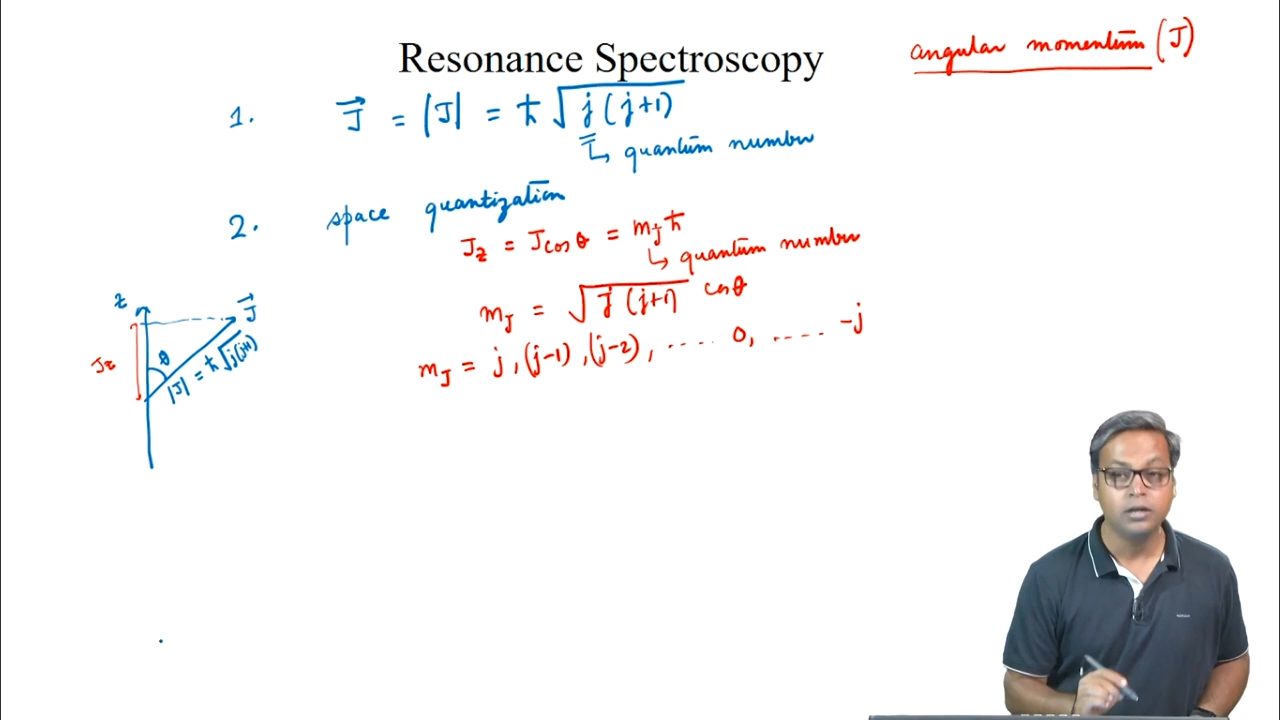 Resonance Spectroscopy
angular momentum (J)
1. J⃗ = |J| = ħ √j(j+1)
↳ quantum number
2. space quantization
J_z = J cos θ = m_J ħ
↳ quantum number
m_J = √j(j+1) cos θ
m_J = j, (j-1), (j-2), ..... 0, ..... -j
z
J⃗
J_z
θ
|J| = ħ √j(j+1)